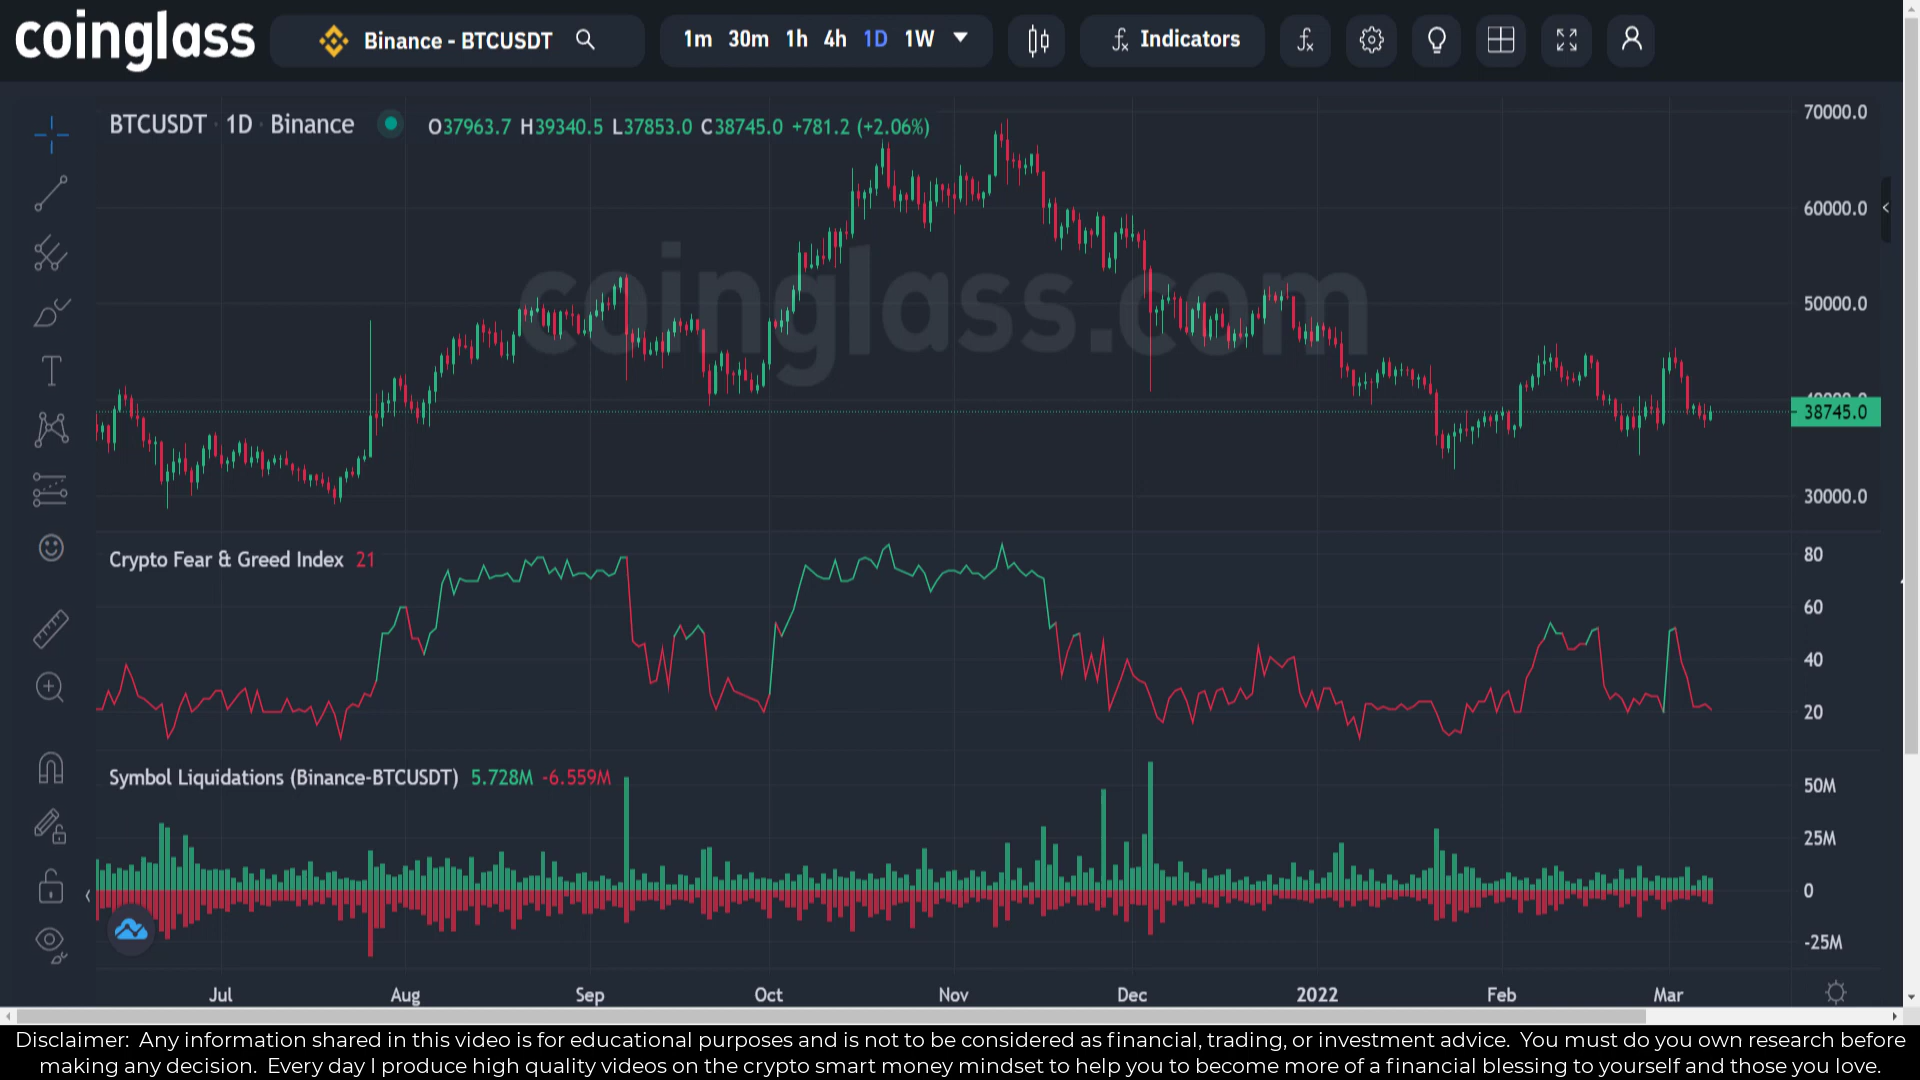 coinglass
Binance - BTCUSDT
1m 30m 1h 4h 1D 1W
Indicators
BTCUSDT · 1D · Binance
O37963.7 H39340.5 L37853.0 C38745.0 +781.2 (+2.06%)
70000.0
60000.0
50000.0
40000.0
38745.0
30000.0
coinglass.com
Crypto Fear & Greed Index 21
80
60
40
20
Symbol Liquidations (Binance-BTCUSDT) 5.728M -6.559M
50M
25M
0
-25M
Jul Aug Sep Oct Nov Dec 2022 Feb Mar
Disclaimer: Any information shared in this video is for educational purposes and is not to be considered as financial, trading, or investment advice. You must do you own research before
making any decision. Every day I produce high quality videos on the crypto smart money mindset to help you to become more of a financial blessing to yourself and those you love.